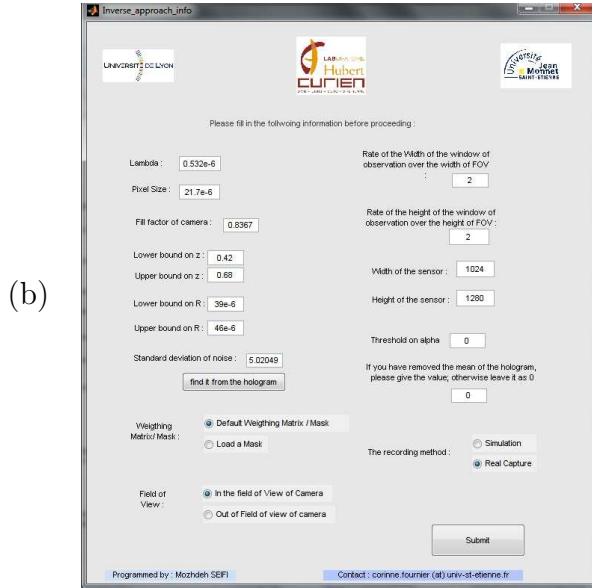 (b)
Inverse_approach_info
UNIVERSITÉ DE LYON
Hubert
CURIEN
Université
Jean
Monnet
SAINT-ETIENNE
Please fill in the follwoing information before proceeding :
Lambda : 0.532e-6
Pixel Size : 21.7e-6
Fill factor of camera : 0.8367
Lower bound on z : 0.42
Upper bound on z : 0.68
Lower bound on R : 39e-6
Upper bound on R : 46e-6
Standard deviation of noise : 5.02049
find it from the hologram
Weigthing
Matrix/ Mask :
Default Weigthing Matrix / Mask
Load a Mask
Field of
View :
In the field of View of Camera
Out of Field of view of camera
Rate of the Width of the window of
observation over the width of FOV
:
2
Rate of the height of the window of
observation over the height of FOV :
2
Width of the sensor : 1024
Height of the sensor : 1280
Threshold on alpha 0
If you have removed the mean of the hologram,
please give the value; otherwise leave it as 0
0
The recording method :
Simulation
Real Capture
Submit
Programmed by : Mozhdeh SEIFI
Contact : corinne.fournier (at) univ-st-etienne.fr